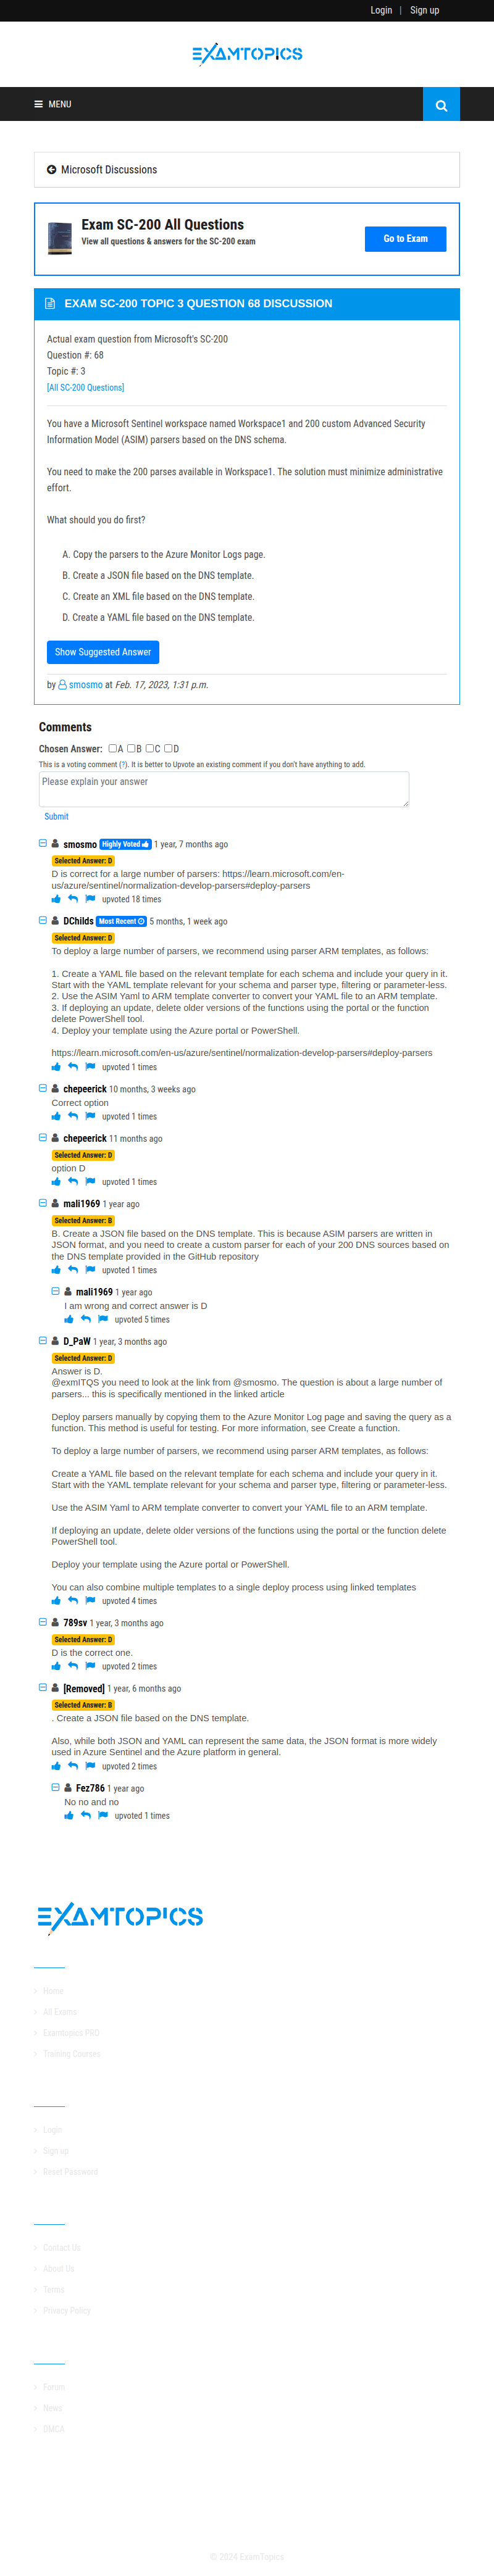 Login | Sign up
EXAMTOPICS
MENU
Microsoft Discussions
Exam SC-200 All Questions
View all questions & answers for the SC-200 exam
Go to Exam
EXAM SC-200 TOPIC 3 QUESTION 68 DISCUSSION
Actual exam question from Microsoft's SC-200
Question #: 68
Topic #: 3
[All SC-200 Questions]
You have a Microsoft Sentinel workspace named Workspace1 and 200 custom Advanced Security
Information Model (ASIM) parsers based on the DNS schema.
You need to make the 200 parses available in Workspace1. The solution must minimize administrative
effort.
What should you do first?
A. Copy the parsers to the Azure Monitor Logs page.
B. Create a JSON file based on the DNS template.
C. Create an XML file based on the DNS template.
D. Create a YAML file based on the DNS template.
Show Suggested Answer
by smosmo at Feb. 17, 2023, 1:31 p.m.
Comments
Chosen Answer: A B C D
This is a voting comment (?). It is better to Upvote an existing comment if you don't have anything to add.
Please explain your answer
Submit
smosmo Highly Voted 1 year, 7 months ago
Selected Answer: D
D is correct for a large number of parsers: https://learn.microsoft.com/en-
us/azure/sentinel/normalization-develop-parsers#deploy-parsers
upvoted 18 times
DChilds Most Recent 5 months, 1 week ago
Selected Answer: D
To deploy a large number of parsers, we recommend using parser ARM templates, as follows:
1. Create a YAML file based on the relevant template for each schema and include your query in it.
Start with the YAML template relevant for your schema and parser type, filtering or parameter-less.
2. Use the ASIM Yaml to ARM template converter to convert your YAML file to an ARM template.
3. If deploying an update, delete older versions of the functions using the portal or the function
delete PowerShell tool.
4. Deploy your template using the Azure portal or PowerShell.
https://learn.microsoft.com/en-us/azure/sentinel/normalization-develop-parsers#deploy-parsers
upvoted 1 times
chepeerick 10 months, 3 weeks ago
Correct option
upvoted 1 times
chepeerick 11 months ago
Selected Answer: D
option D
upvoted 1 times
mali1969 1 year ago
Selected Answer: B
B. Create a JSON file based on the DNS template. This is because ASIM parsers are written in
JSON format, and you need to create a custom parser for each of your 200 DNS sources based on
the DNS template provided in the GitHub repository
upvoted 1 times
mali1969 1 year ago
I am wrong and correct answer is D
upvoted 5 times
D_PaW 1 year, 3 months ago
Selected Answer: D
Answer is D.
@exmITQS you need to look at the link from @smosmo. The question is about a large number of
parsers... this is specifically mentioned in the linked article
Deploy parsers manually by copying them to the Azure Monitor Log page and saving the query as a
function. This method is useful for testing. For more information, see Create a function.
To deploy a large number of parsers, we recommend using parser ARM templates, as follows:
Create a YAML file based on the relevant template for each schema and include your query in it.
Start with the YAML template relevant for your schema and parser type, filtering or parameter-less.
Use the ASIM Yaml to ARM template converter to convert your YAML file to an ARM template.
If deploying an update, delete older versions of the functions using the portal or the function delete
PowerShell tool.
Deploy your template using the Azure portal or PowerShell.
You can also combine multiple templates to a single deploy process using linked templates
upvoted 4 times
789sv 1 year, 3 months ago
Selected Answer: D
D is the correct one.
upvoted 2 times
[Removed] 1 year, 6 months ago
Selected Answer: B
. Create a JSON file based on the DNS template.
Also, while both JSON and YAML can represent the same data, the JSON format is more widely
used in Azure Sentinel and the Azure platform in general.
upvoted 2 times
Fez786 1 year ago
No no and no
upvoted 1 times
EXAMTOPICS
Home
All Exams
Examtopics PRO
Training Courses
Login
Sign up
Reset Password
Contact Us
About Us
Terms
Privacy Policy
Forum
News
DMCA
© 2024 ExamTopics